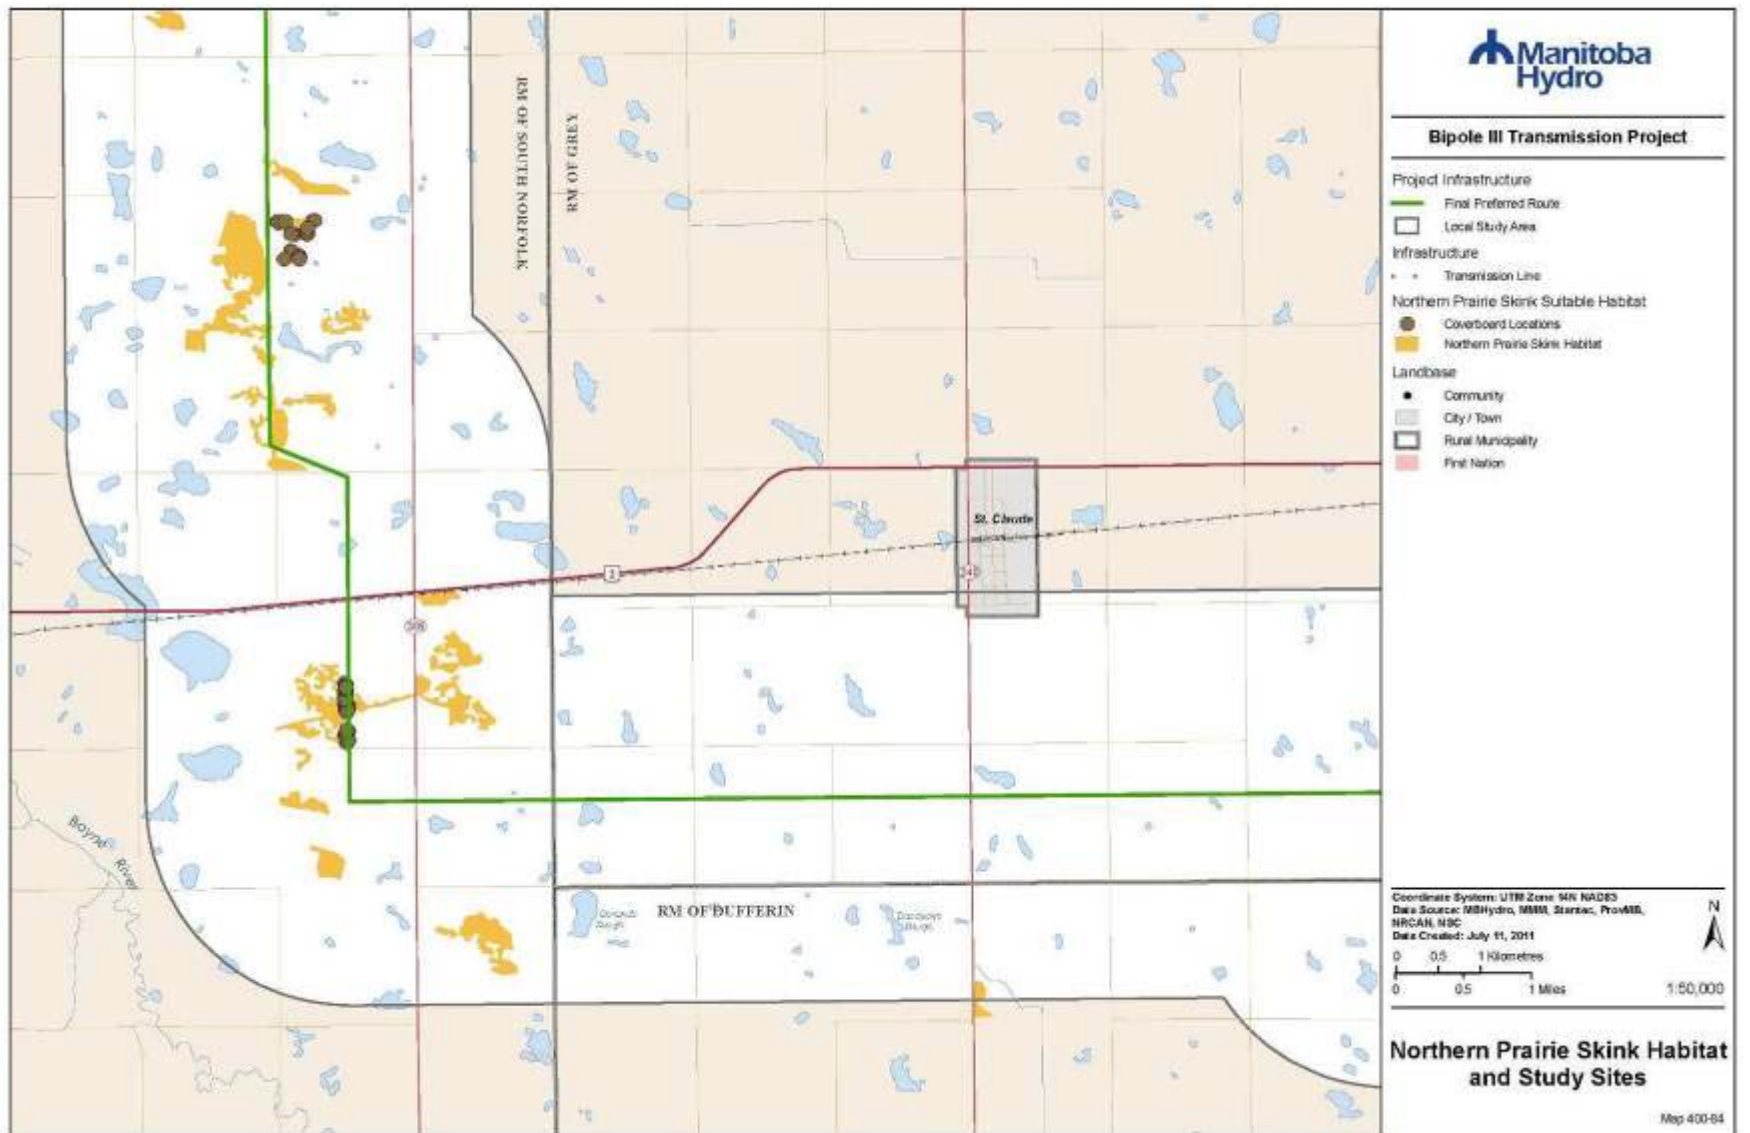 Manitoba
Hydro
Bipole III Transmission Project
Project Infrastructure
Final Preferred Route
Local Study Area
Infrastructure
Transmission Line
Northern Prairie Skink Suitable Habitat
Coverboard Locations
Northern Prairie Skink Habitat
Landbase
Community
City / Town
Rural Municipality
First Nation
RM OF SOUTH NORFOLK
RM OF GREY
St. Claude
2
240
Boyne River
RM OF DUFFERIN
Coordinate System: UTM Zone 14N NAD83
Data Source: MBHydro, MMM, Stantec, ProvMB,
NRCAN, NSC
Date Created: July 11, 2011
N
0 0.5 1 Kilometres
0 0.5 1 Miles
1:50,000
Northern Prairie Skink Habitat
and Study Sites
Map 400-84